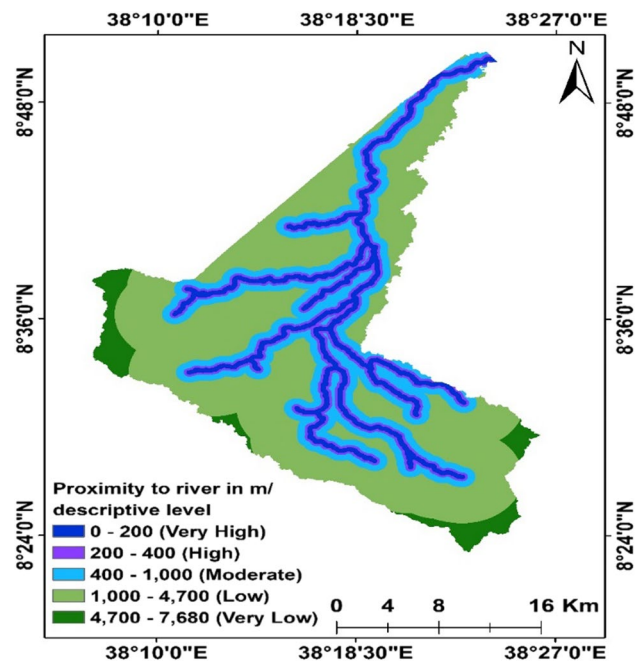 38°10'0"E 38°18'30"E 38°27'0"E
N
8°48'0"N 8°48'0"N
8°36'0"N 8°36'0"N
8°24'0"N 8°24'0"N
Proximity to river in m/
descriptive level
0 - 200 (Very High)
200 - 400 (High)
400 - 1,000 (Moderate)
1,000 - 4,700 (Low)
4,700 - 7,680 (Very Low)
0 4 8 16 Km
38°10'0"E 38°18'30"E 38°27'0"E